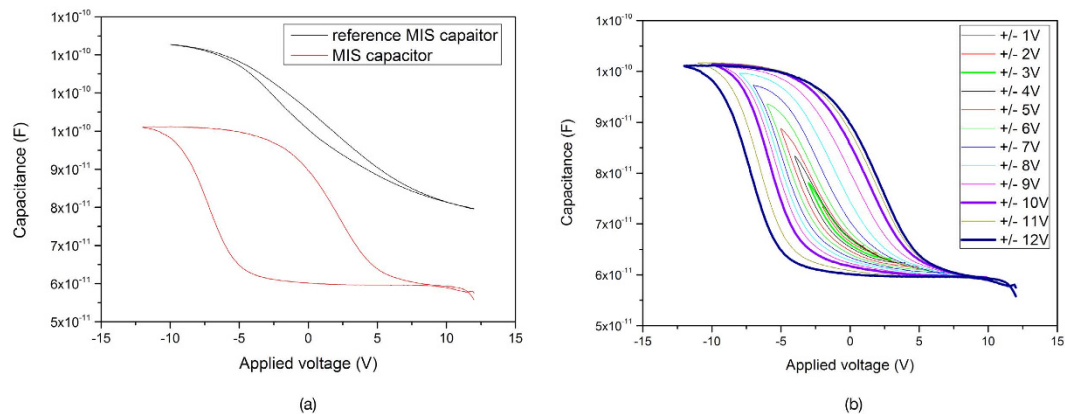 1x10-10
1x10-10
1x10-10
1x10-10
8x10-11
7x10-11
6x10-11
5x10-11
Capacitance (F)
-15 -10 -5 0 5 10 15
Applied voltage (V)
reference MIS capaitor
MIS capacitor
(a)
1x10-10
1x10-10
9x10-11
8x10-11
7x10-11
6x10-11
5x10-11
Capacitance (F)
-15 -10 -5 0 5 10 15
Applied voltage (V)
+/- 1V
+/- 2V
+/- 3V
+/- 4V
+/- 5V
+/- 6V
+/- 7V
+/- 8V
+/- 9V
+/- 10V
+/- 11V
+/- 12V
(b)